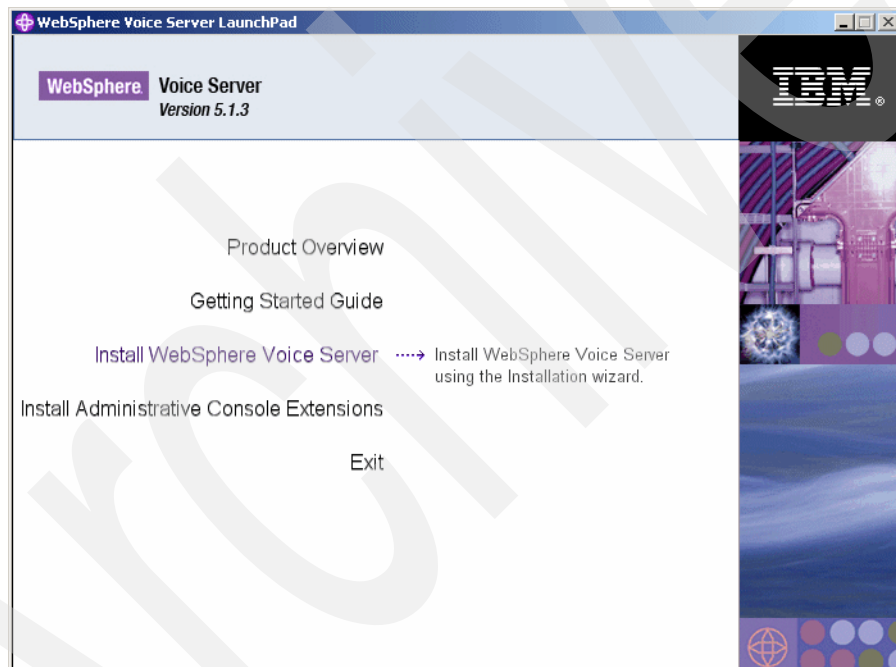 WebSphere Voice Server LaunchPad
WebSphere Voice Server
Version 5.1.3
IBM®
Product Overview
Getting Started Guide
Install WebSphere Voice Server
Install WebSphere Voice Server
using the Installation wizard.
Install Administrative Console Extensions
Exit
Archive